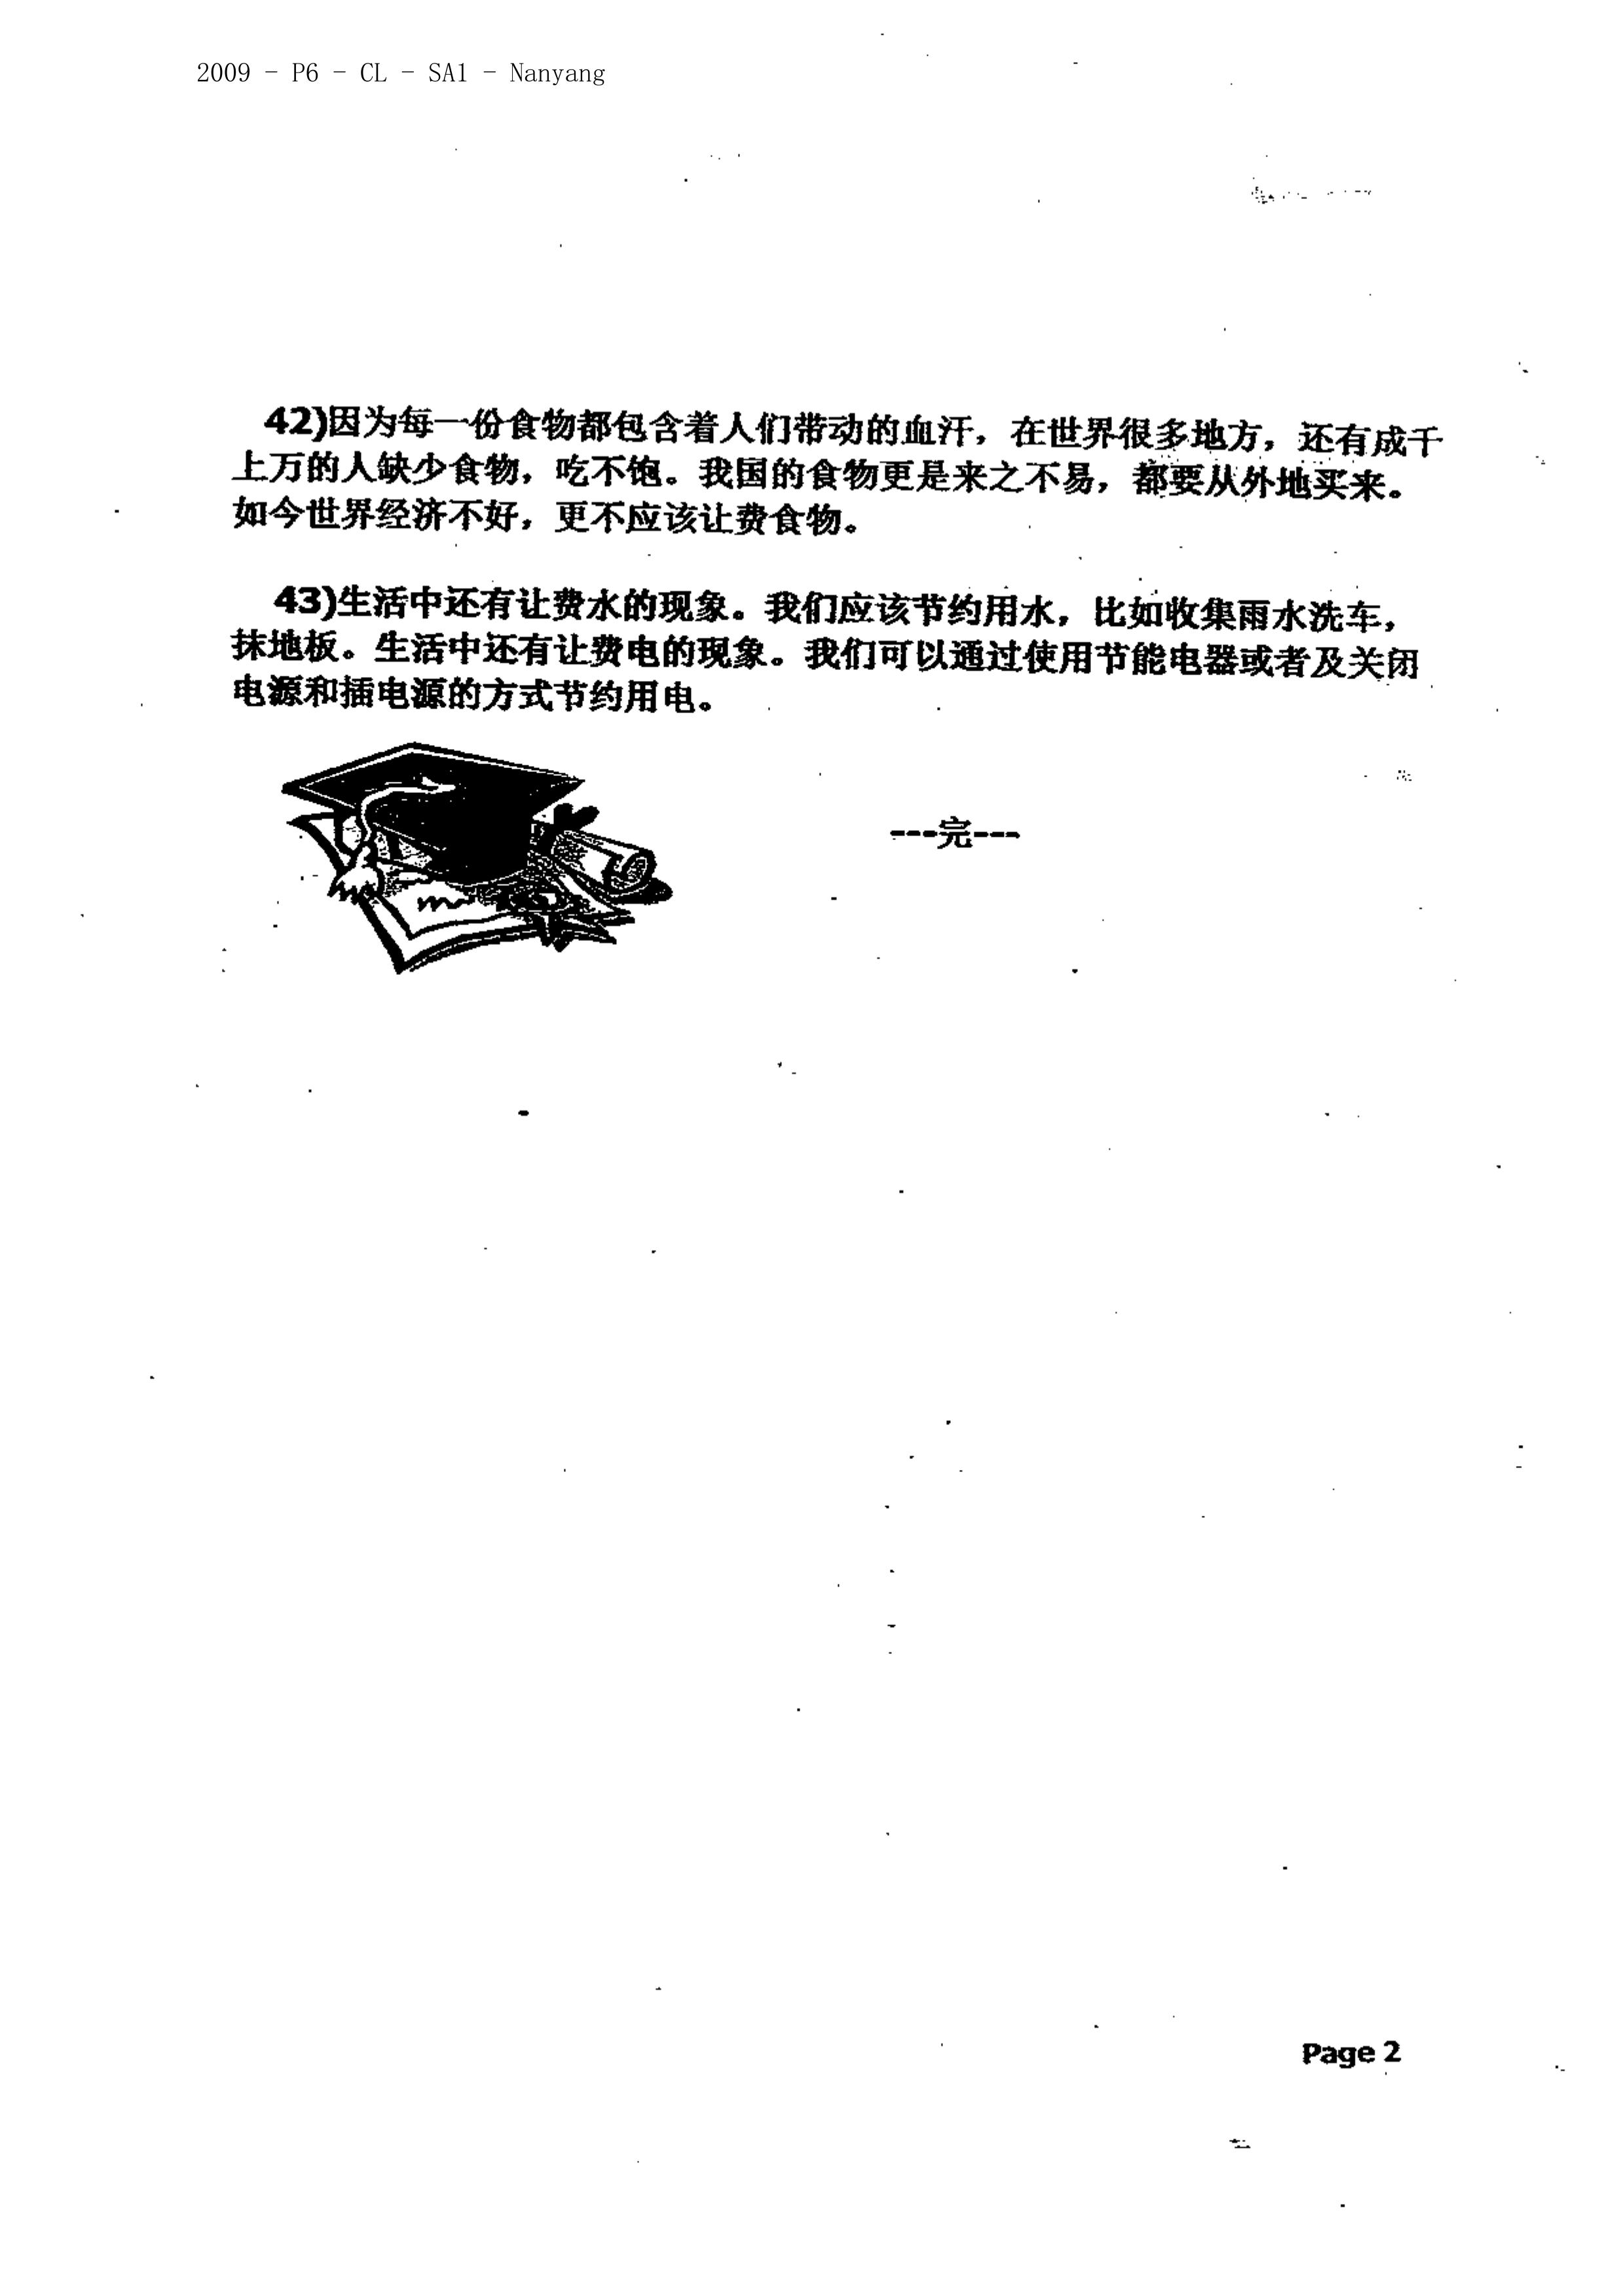 2009 - P6 - CL - SA1 - Nanyang
42)因为每一份食物都包含着人们带动的血汗，在世界很多地方，还有成千
上万的人缺少食物，吃不饱。我国的食物更是来之不易，都要从外地买来。
如今世界经济不好，更不应该让费食物。
43)生活中还有让费水的现象。我们应该节约用水，比如收集雨水洗车，
抹地板。生活中还有让费电的现象。我们可以通过使用节能电器或者及关闭
电源和插电源的方式节约用电。
---完---
Page 2